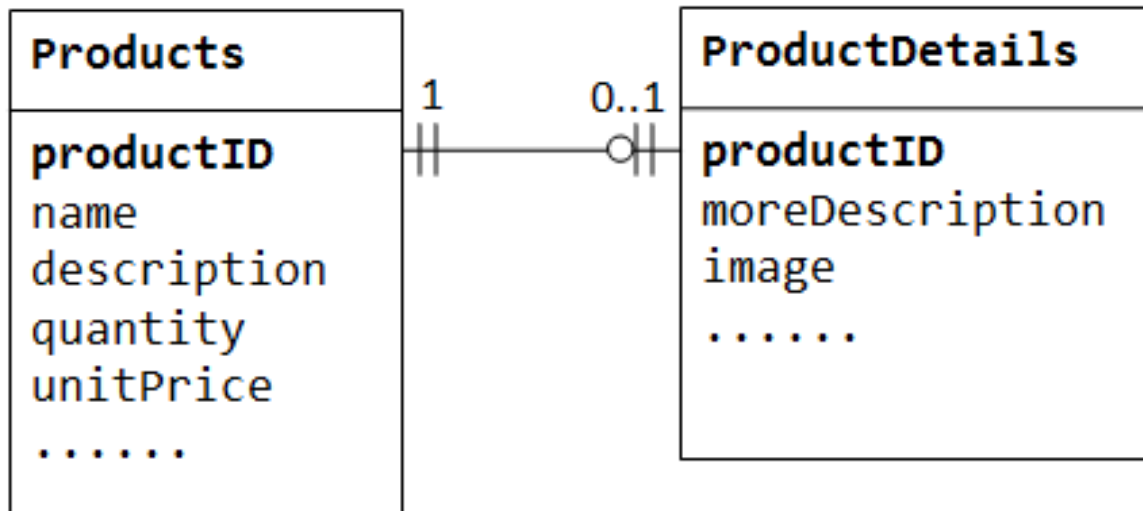 Products
productID
name
description
quantity
unitPrice
......
1
0..1
ProductDetails
productID
moreDescription
image
......